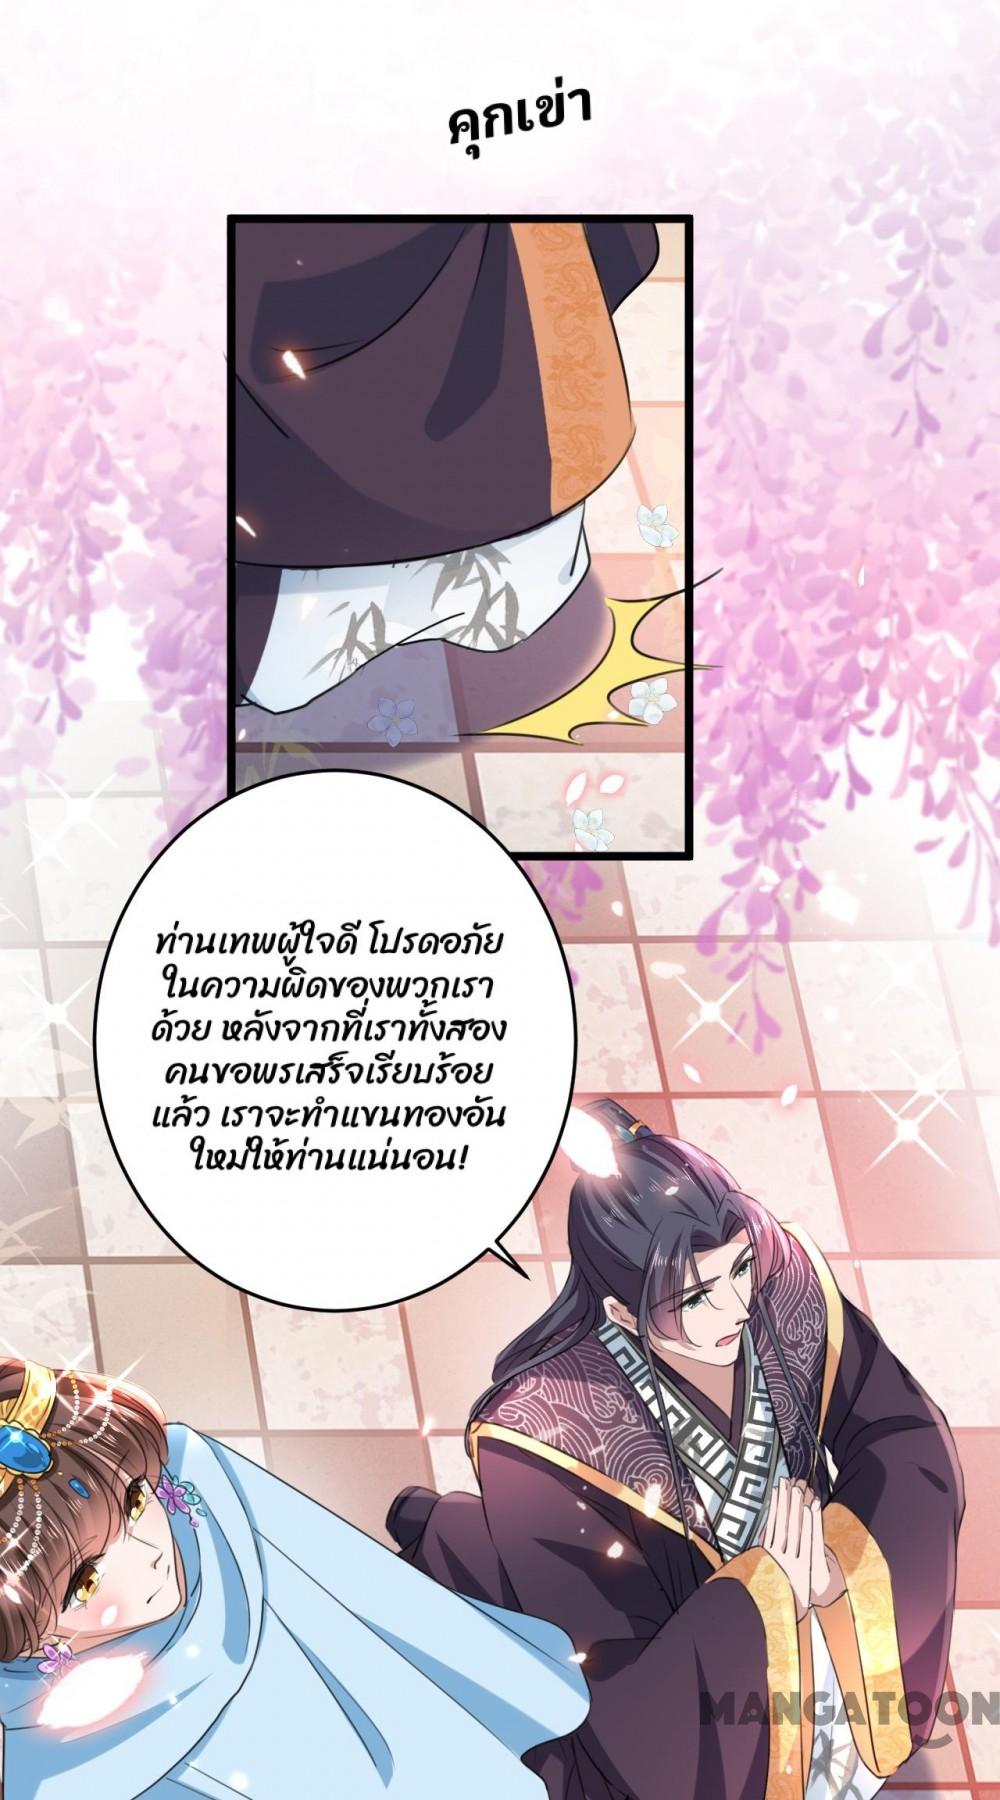 คุกเข่า
ท่านเทพผู้ใจดี โปรดอภัย
ในความผิดของพวกเรา
ด้วย หลังจากที่เราทั้งสอง
คนขอพรเสร็จเรียบร้อย
แล้ว เราจะทำแขนทองอัน
ใหม่ให้ท่านแน่นอน!
MANGATOON